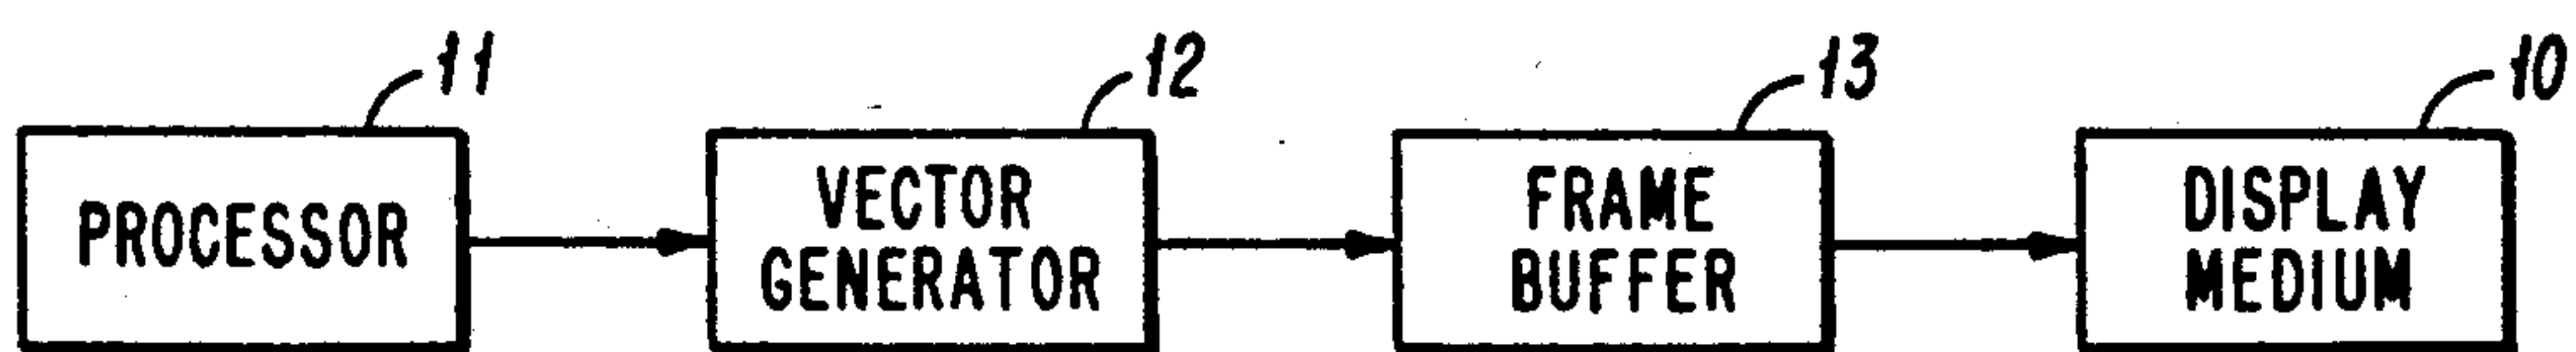 11
12
13
10
PROCESSOR
VECTOR
GENERATOR
FRAME
BUFFER
DISPLAY
MEDIUM